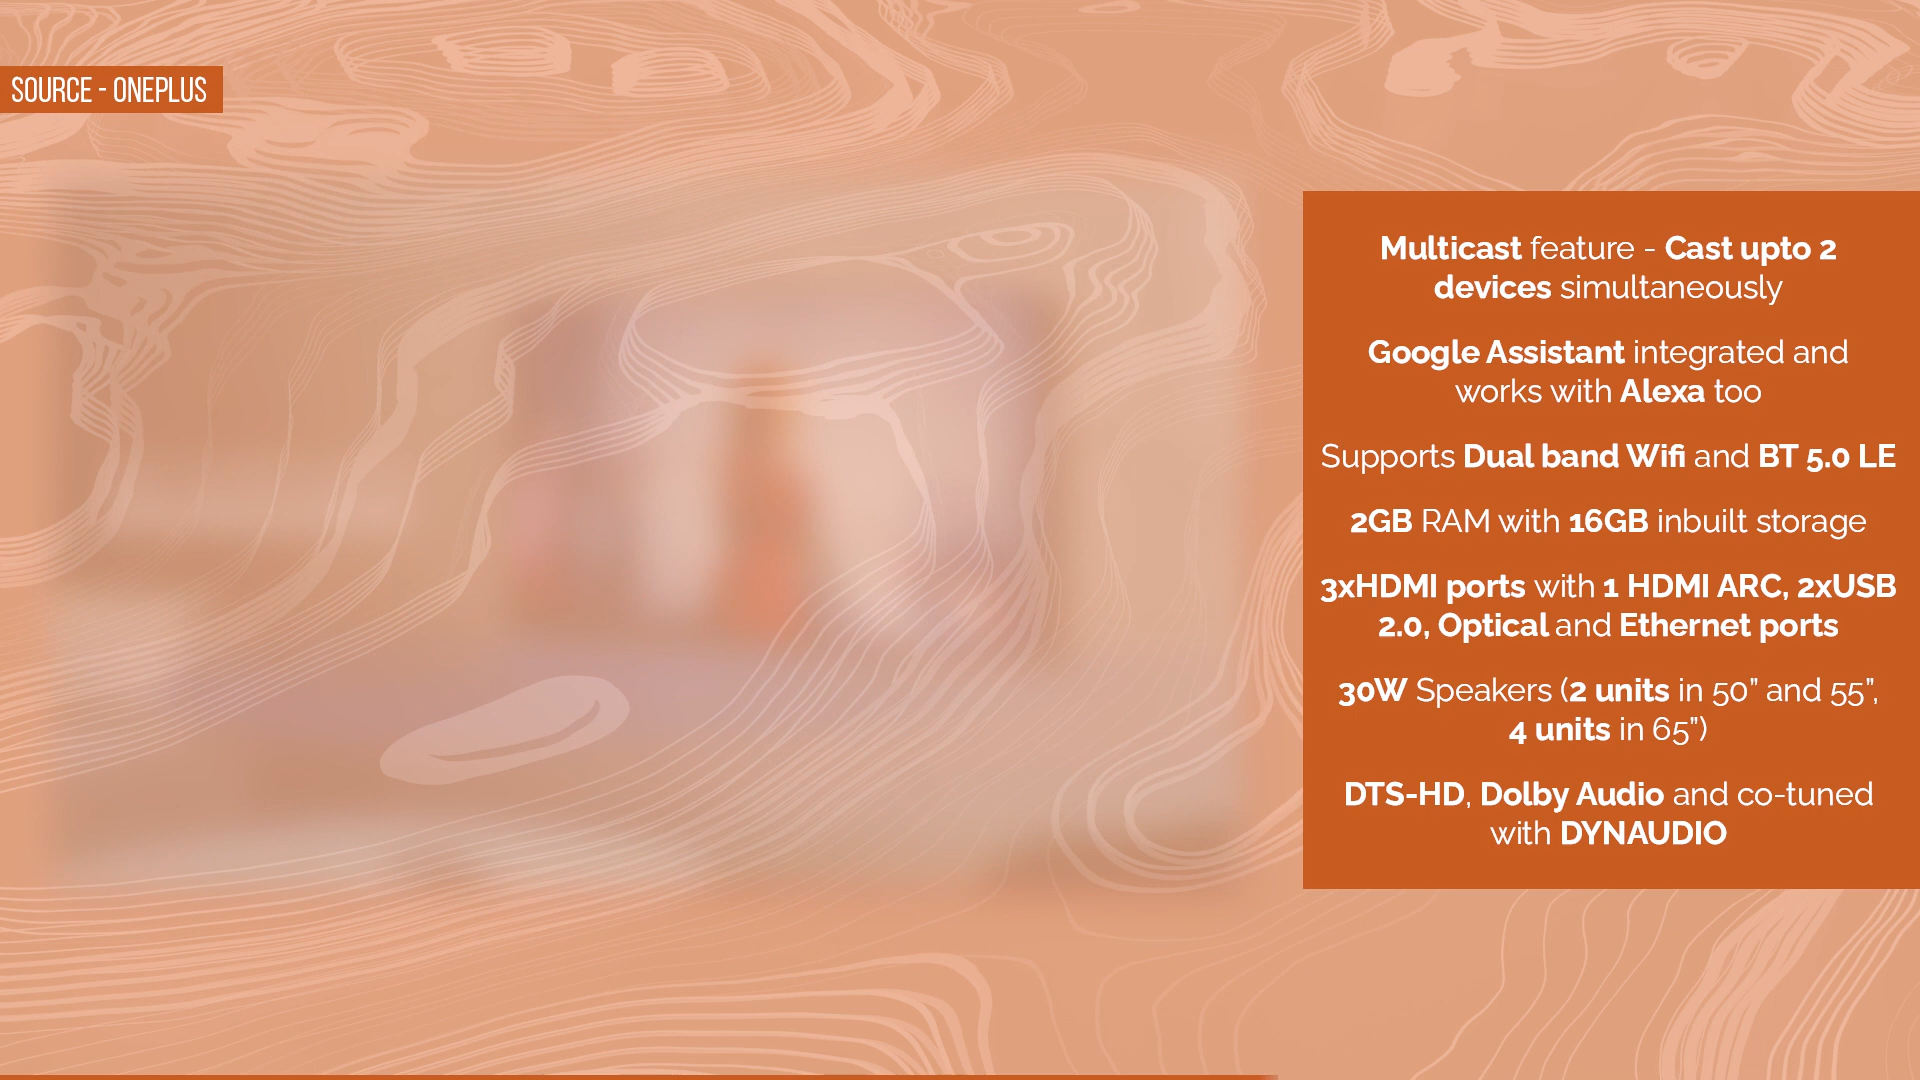 SOURCE - ONEPLUS
Multicast feature - Cast upto 2
devices simultaneously
Google Assistant integrated and
works with Alexa too
Supports Dual band Wifi and BT 5.0 LE
2GB RAM with 16GB inbuilt storage
3xHDMI ports with 1 HDMI ARC, 2xUSB
2.0, Optical and Ethernet ports
30W Speakers (2 units in 50" and 55",
4 units in 65")
DTS-HD, Dolby Audio and co-tuned
with DYNAUDIO